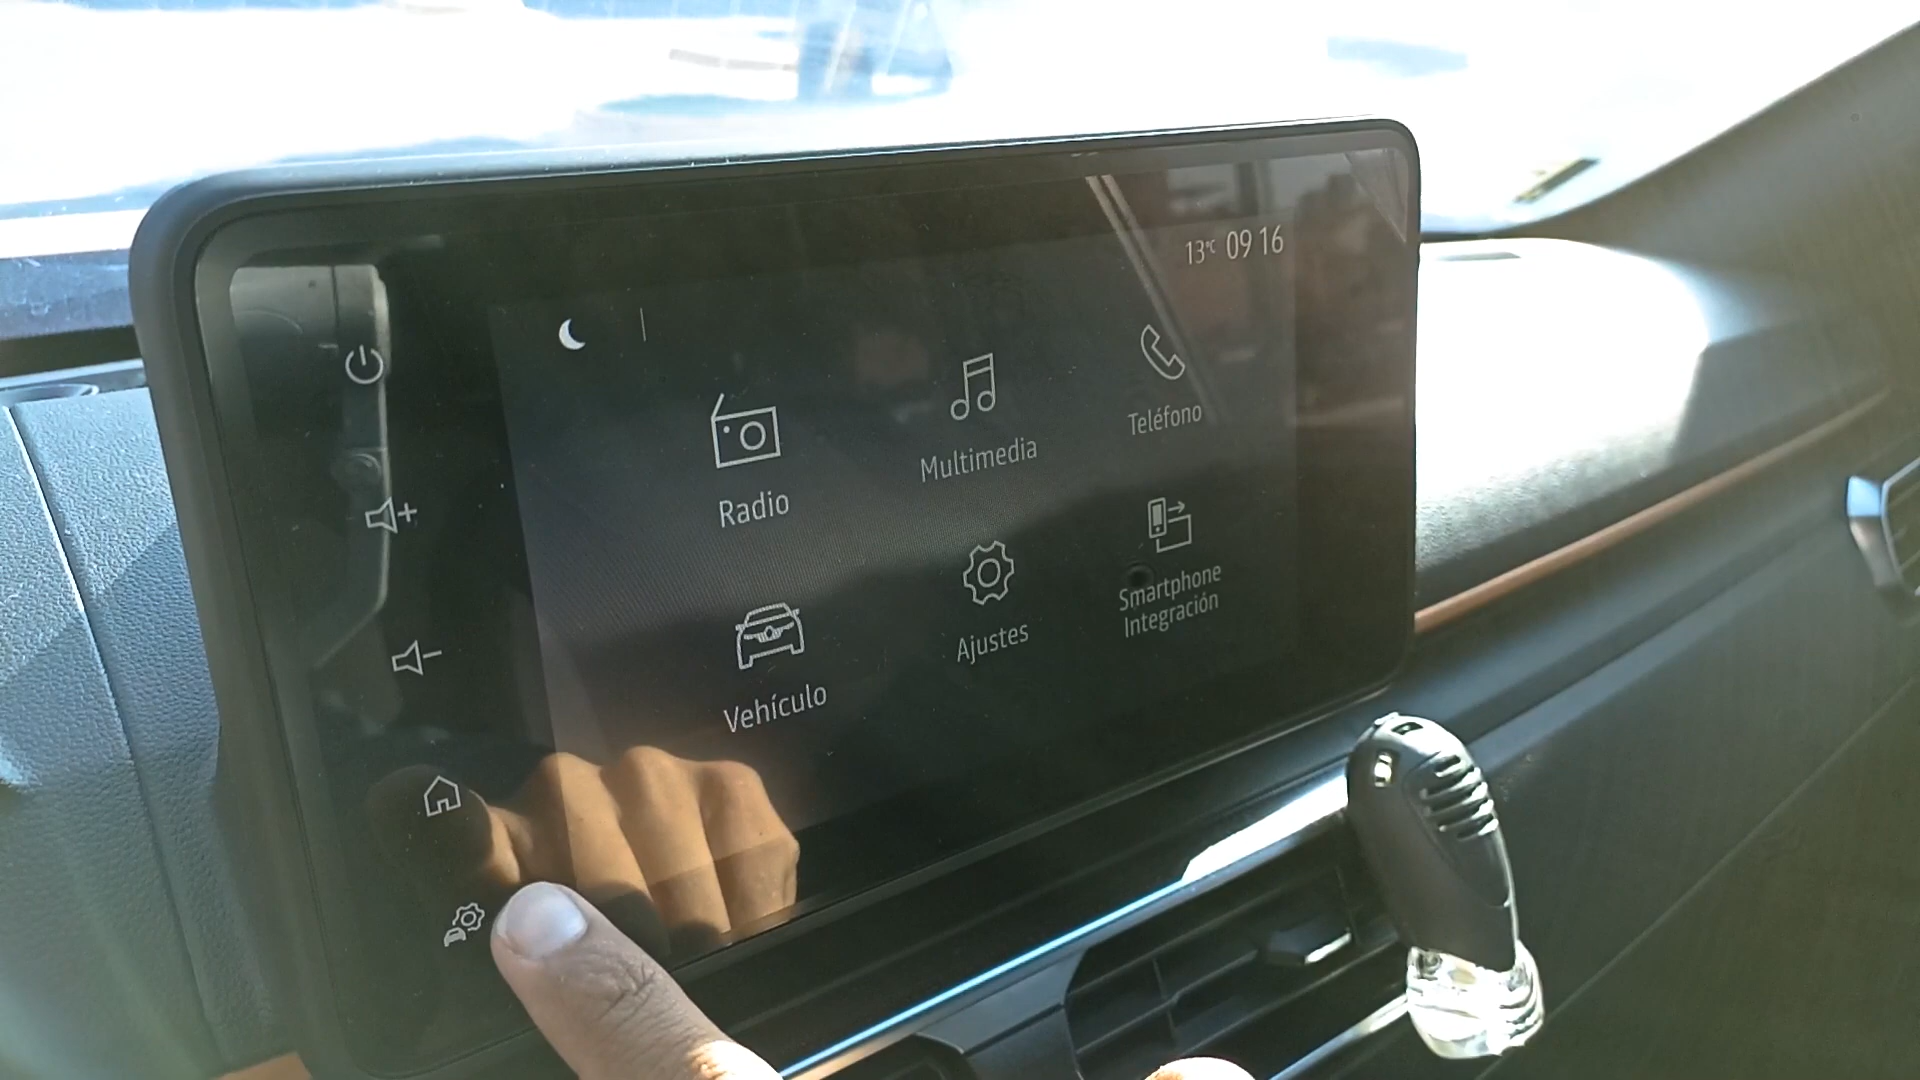 13°C 09 16
Radio
Multimedia
Teléfono
Vehículo
Ajustes
Smartphone
Integración